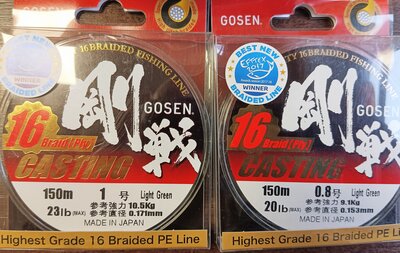 GOSEN.
16 BRAIDED FISHING LINE
WINNER
剛戦
GOSEN
16 Braid(Ply)
CASTING
150m 1号 Light Green
23lb (MAX) 参考強力 10.5Kg
参考直径 0.171mm
MADE IN JAPAN
Highest Grade 16 Braided PE Line
GOSEN.
16 BRAIDED FISHING LINE
BEST NEW
EFTTEX
2017
WINNER
BRAIDED LINE
剛戦
GOSEN
16 Braid(Ply)
CASTING
150m 0.8号 Light Green
20lb (MAX) 参考強力 9.1Kg
参考直径 0.153mm
MADE IN JAPAN
Highest Grade 16 Braided PE Line